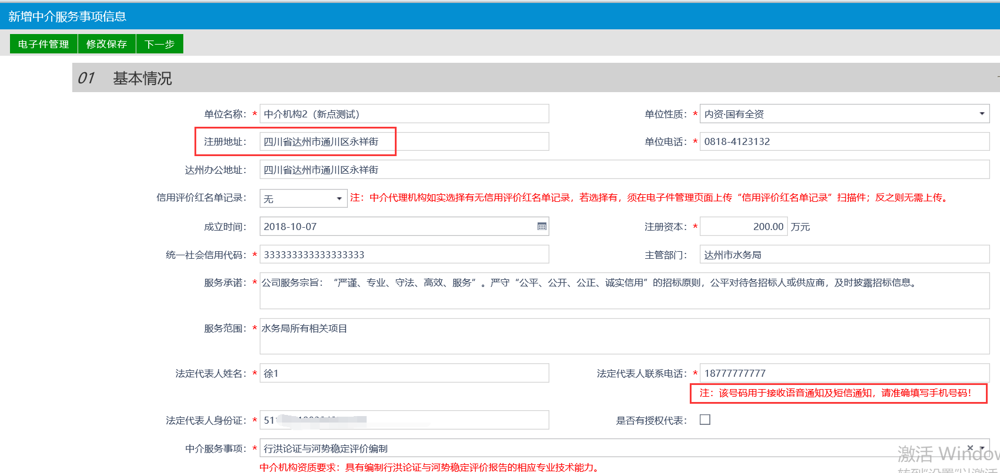 新增中介服务事项信息
电子件管理 修改保存 下一步
01 基本情况
单位名称：* 中介机构2（新点测试） 单位性质：* 内资·国有全资
注册地址： 四川省达州市通川区永祥街 单位电话：* 0818-4123132
达州办公地址： 四川省达州市通川区永祥街
信用评价红名单记录： 无 注：中介代理机构如实选择有无信用评价红名单记录，若选择有，须在电子件管理页面上传“信用评价红名单记录”扫描件；反之则无需上传。
成立时间： 2018-10-07 注册资本：* 200.00 万元
统一社会信用代码：* 333333333333333333 主管部门： 达州市水务局
服务承诺：* 公司服务宗旨：“严谨、专业、守法、高效、服务”。严守“公平、公开、公正、诚实信用”的招标原则，公平对待各招标人或供应商，及时披露招标信息。
服务范围：* 水务局所有相关项目
法定代表人姓名：* 徐1 法定代表人联系电话：* 18777777777
注：该号码用于接收语音通知及短信通知，请准确填写手机号码！
法定代表人身份证：* 51 是否有授权代表：
中介服务事项：* 行洪论证与河势稳定评价编制
中介机构资质要求：具有编制行洪论证与河势稳定评价报告的相应专业技术能力。
激活 Window